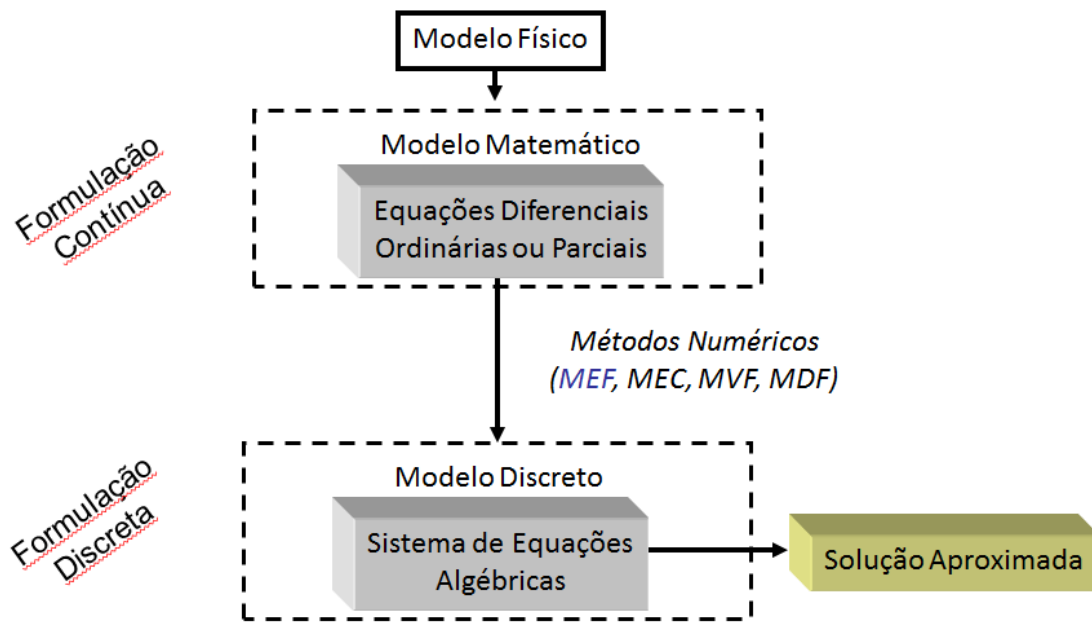 Modelo Físico
Formulação
Contínua
Modelo Matemático
Equações Diferenciais
Ordinárias ou Parciais
Métodos Numéricos
(MEF, MEC, MVF, MDF)
Formulação
Discreta
Modelo Discreto
Sistema de Equações
Algébricas
Solução Aproximada